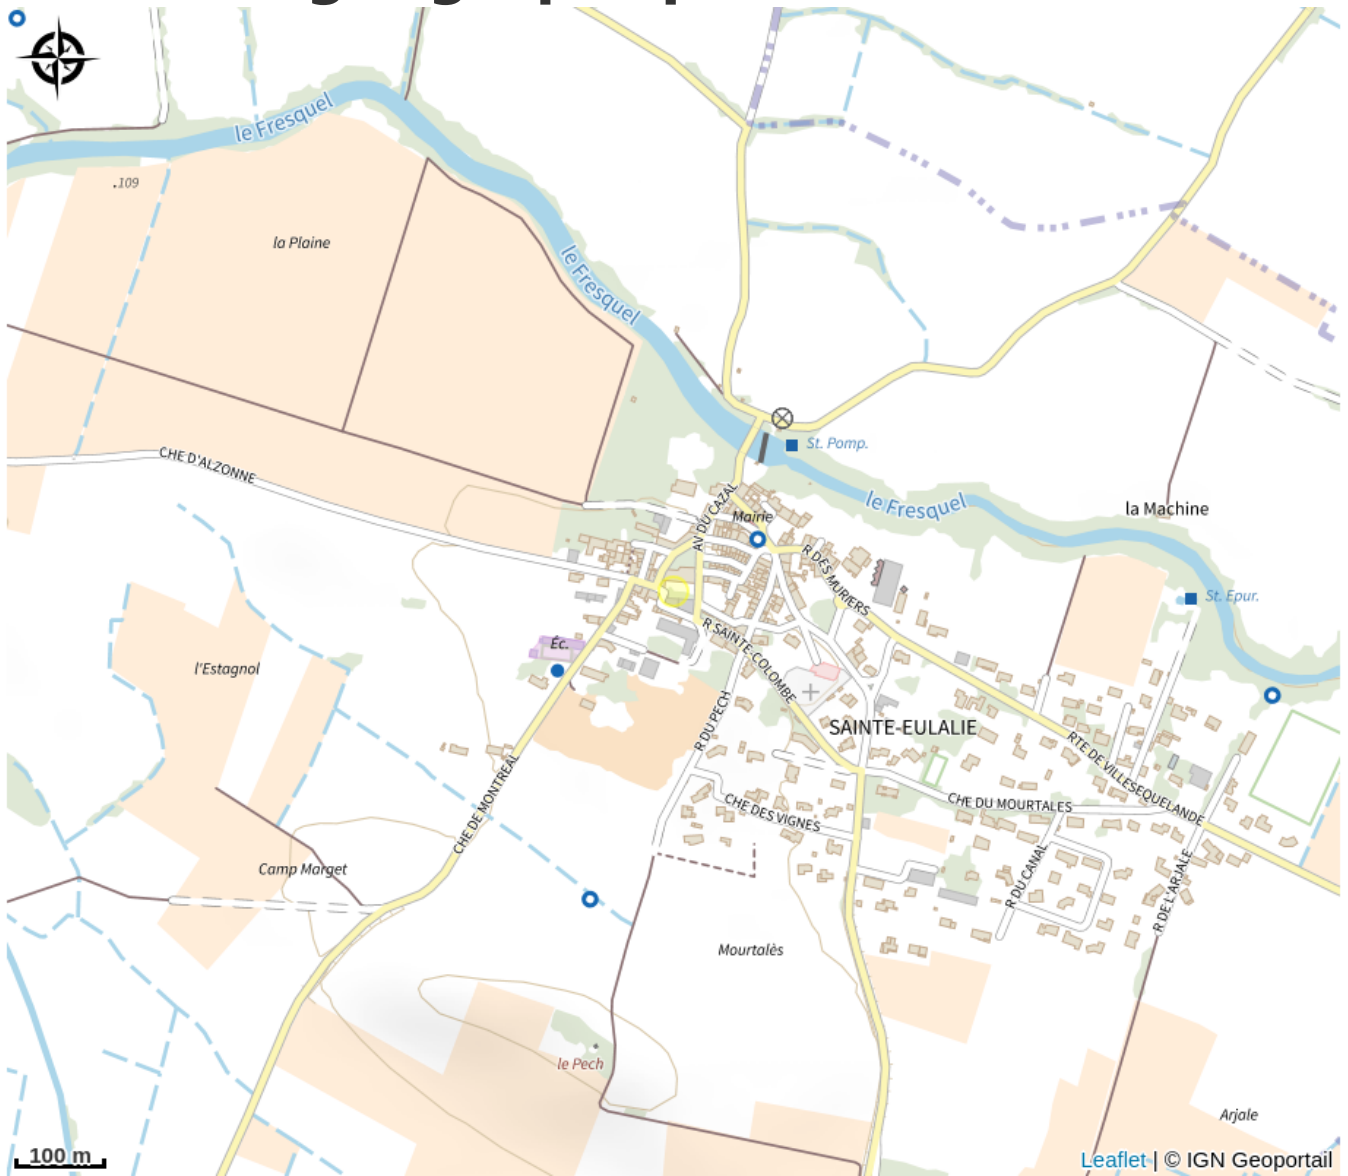 le Fresquel
.109
la Plaine
le Fresquel
St. Pomp.
CHE D'ALZONNE
AV DU CAZAL
le Fresquel
la Machine
Mairie
R DES MURIERS
St. Epur.
R SAINTE-COLOMBE
Éc.
l'Estagnol
R DU PECH
SAINTE-EULALIE
RTE DE VILLESEQUELANDE
CHE DE MONTREAL
CHE DES VIGNES
CHE DU MOURTALES
Camp Marget
R DU CANAL
R DE L'ARJALE
Mourtalès
le Pech
Arjale
100 m
Leaflet | © IGN Geoportail